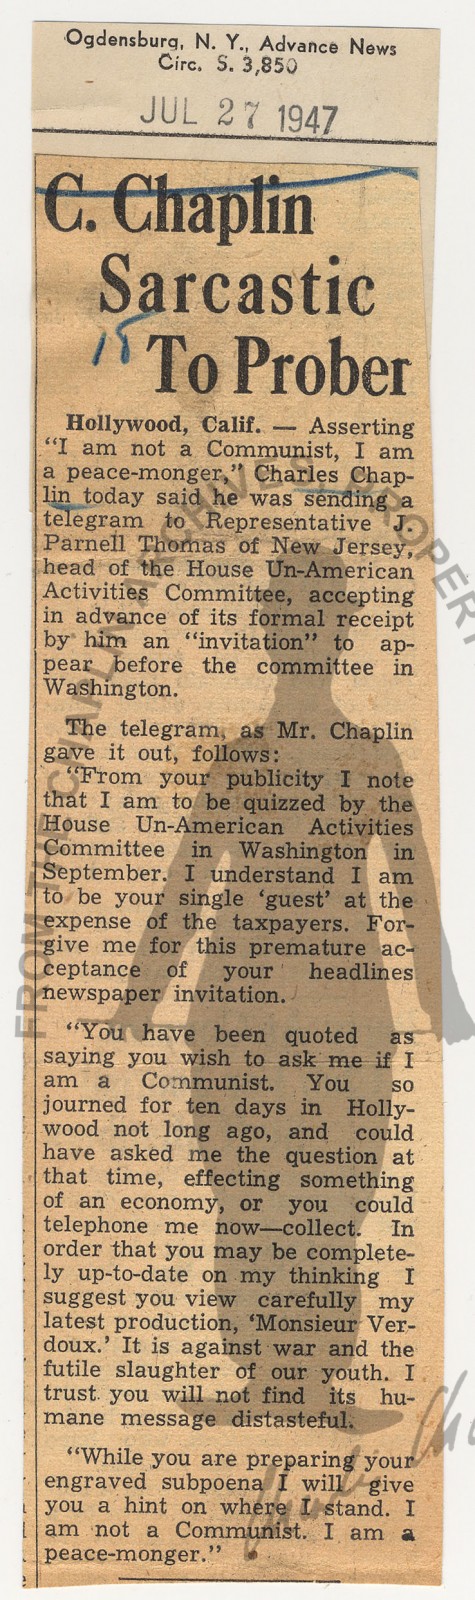 Ogdensburg, N. Y., Advance News
Circ. S. 3,850
JUL 27 1947
C. Chaplin
Sarcastic
15
To Prober
Hollywood, Calif. — Asserting
"I am not a Communist, I am
a peace-monger," Charles Chap-
lin today said he was sending a
telegram to Representative J.
Parnell Thomas of New Jersey,
head of the House Un-American
Activities Committee, accepting
in advance of its formal receipt
by him an "invitation" to ap-
pear before the committee in
Washington.
The telegram, as Mr. Chaplin
gave it out, follows:
"From your publicity I note
that I am to be quizzed by the
House Un-American Activities
Committee in Washington in
September. I understand I am
to be your single 'guest' at the
expense of the taxpayers. For-
give me for this premature ac-
ceptance of your headlines
newspaper invitation.
"You have been quoted as
saying you wish to ask me if I
am a Communist. You so
journed for ten days in Holly-
wood not long ago, and could
have asked me the question at
that time, effecting something
of an economy, or you could
telephone me now—collect. In
order that you may be complete-
ly up-to-date on my thinking I
suggest you view carefully my
latest production, 'Monsieur Ver-
doux.' It is against war and the
futile slaughter of our youth. I
trust you will not find its hu-
mane message distasteful.
"While you are preparing your
engraved subpoena I will give
you a hint on where I stand. I
am not a Communist. I am a
peace-monger."
FROM THE CHAPLIN ARCHIVES PROPERT